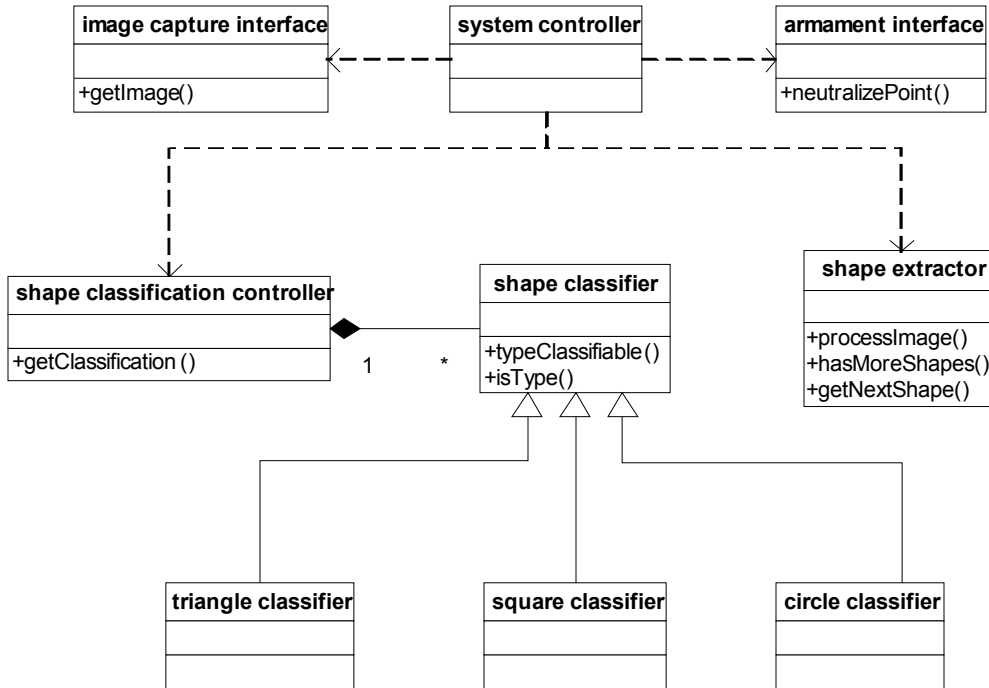 image capture interface
+getImage()
system controller
armament interface
+neutralizePoint()
shape classification controller
+getClassification()
1
*
shape classifier
+typeClassifiable()
+isType()
shape extractor
+processImage()
+hasMoreShapes()
+getNextShape()
triangle classifier
square classifier
circle classifier